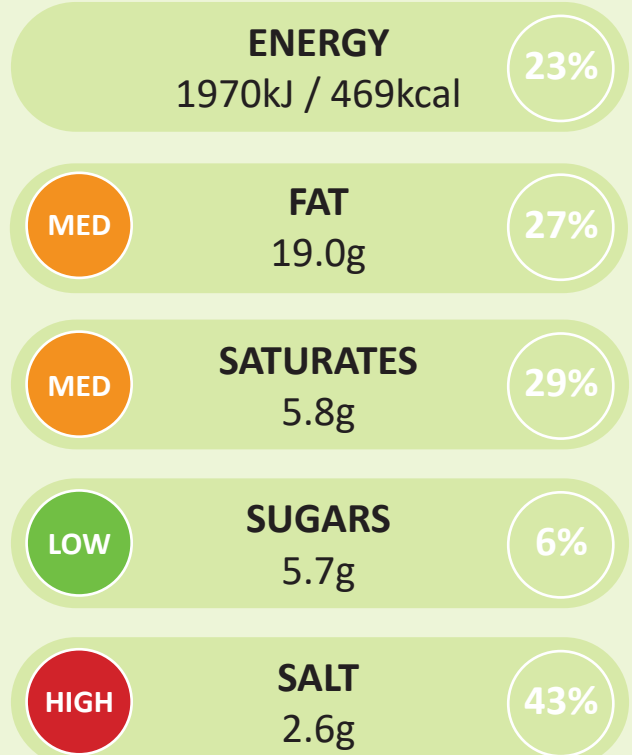 ENERGY
1970kJ / 469kcal
23%
MED
FAT
19.0g
27%
MED
SATURATES
5.8g
29%
LOW
SUGARS
5.7g
6%
HIGH
SALT
2.6g
43%